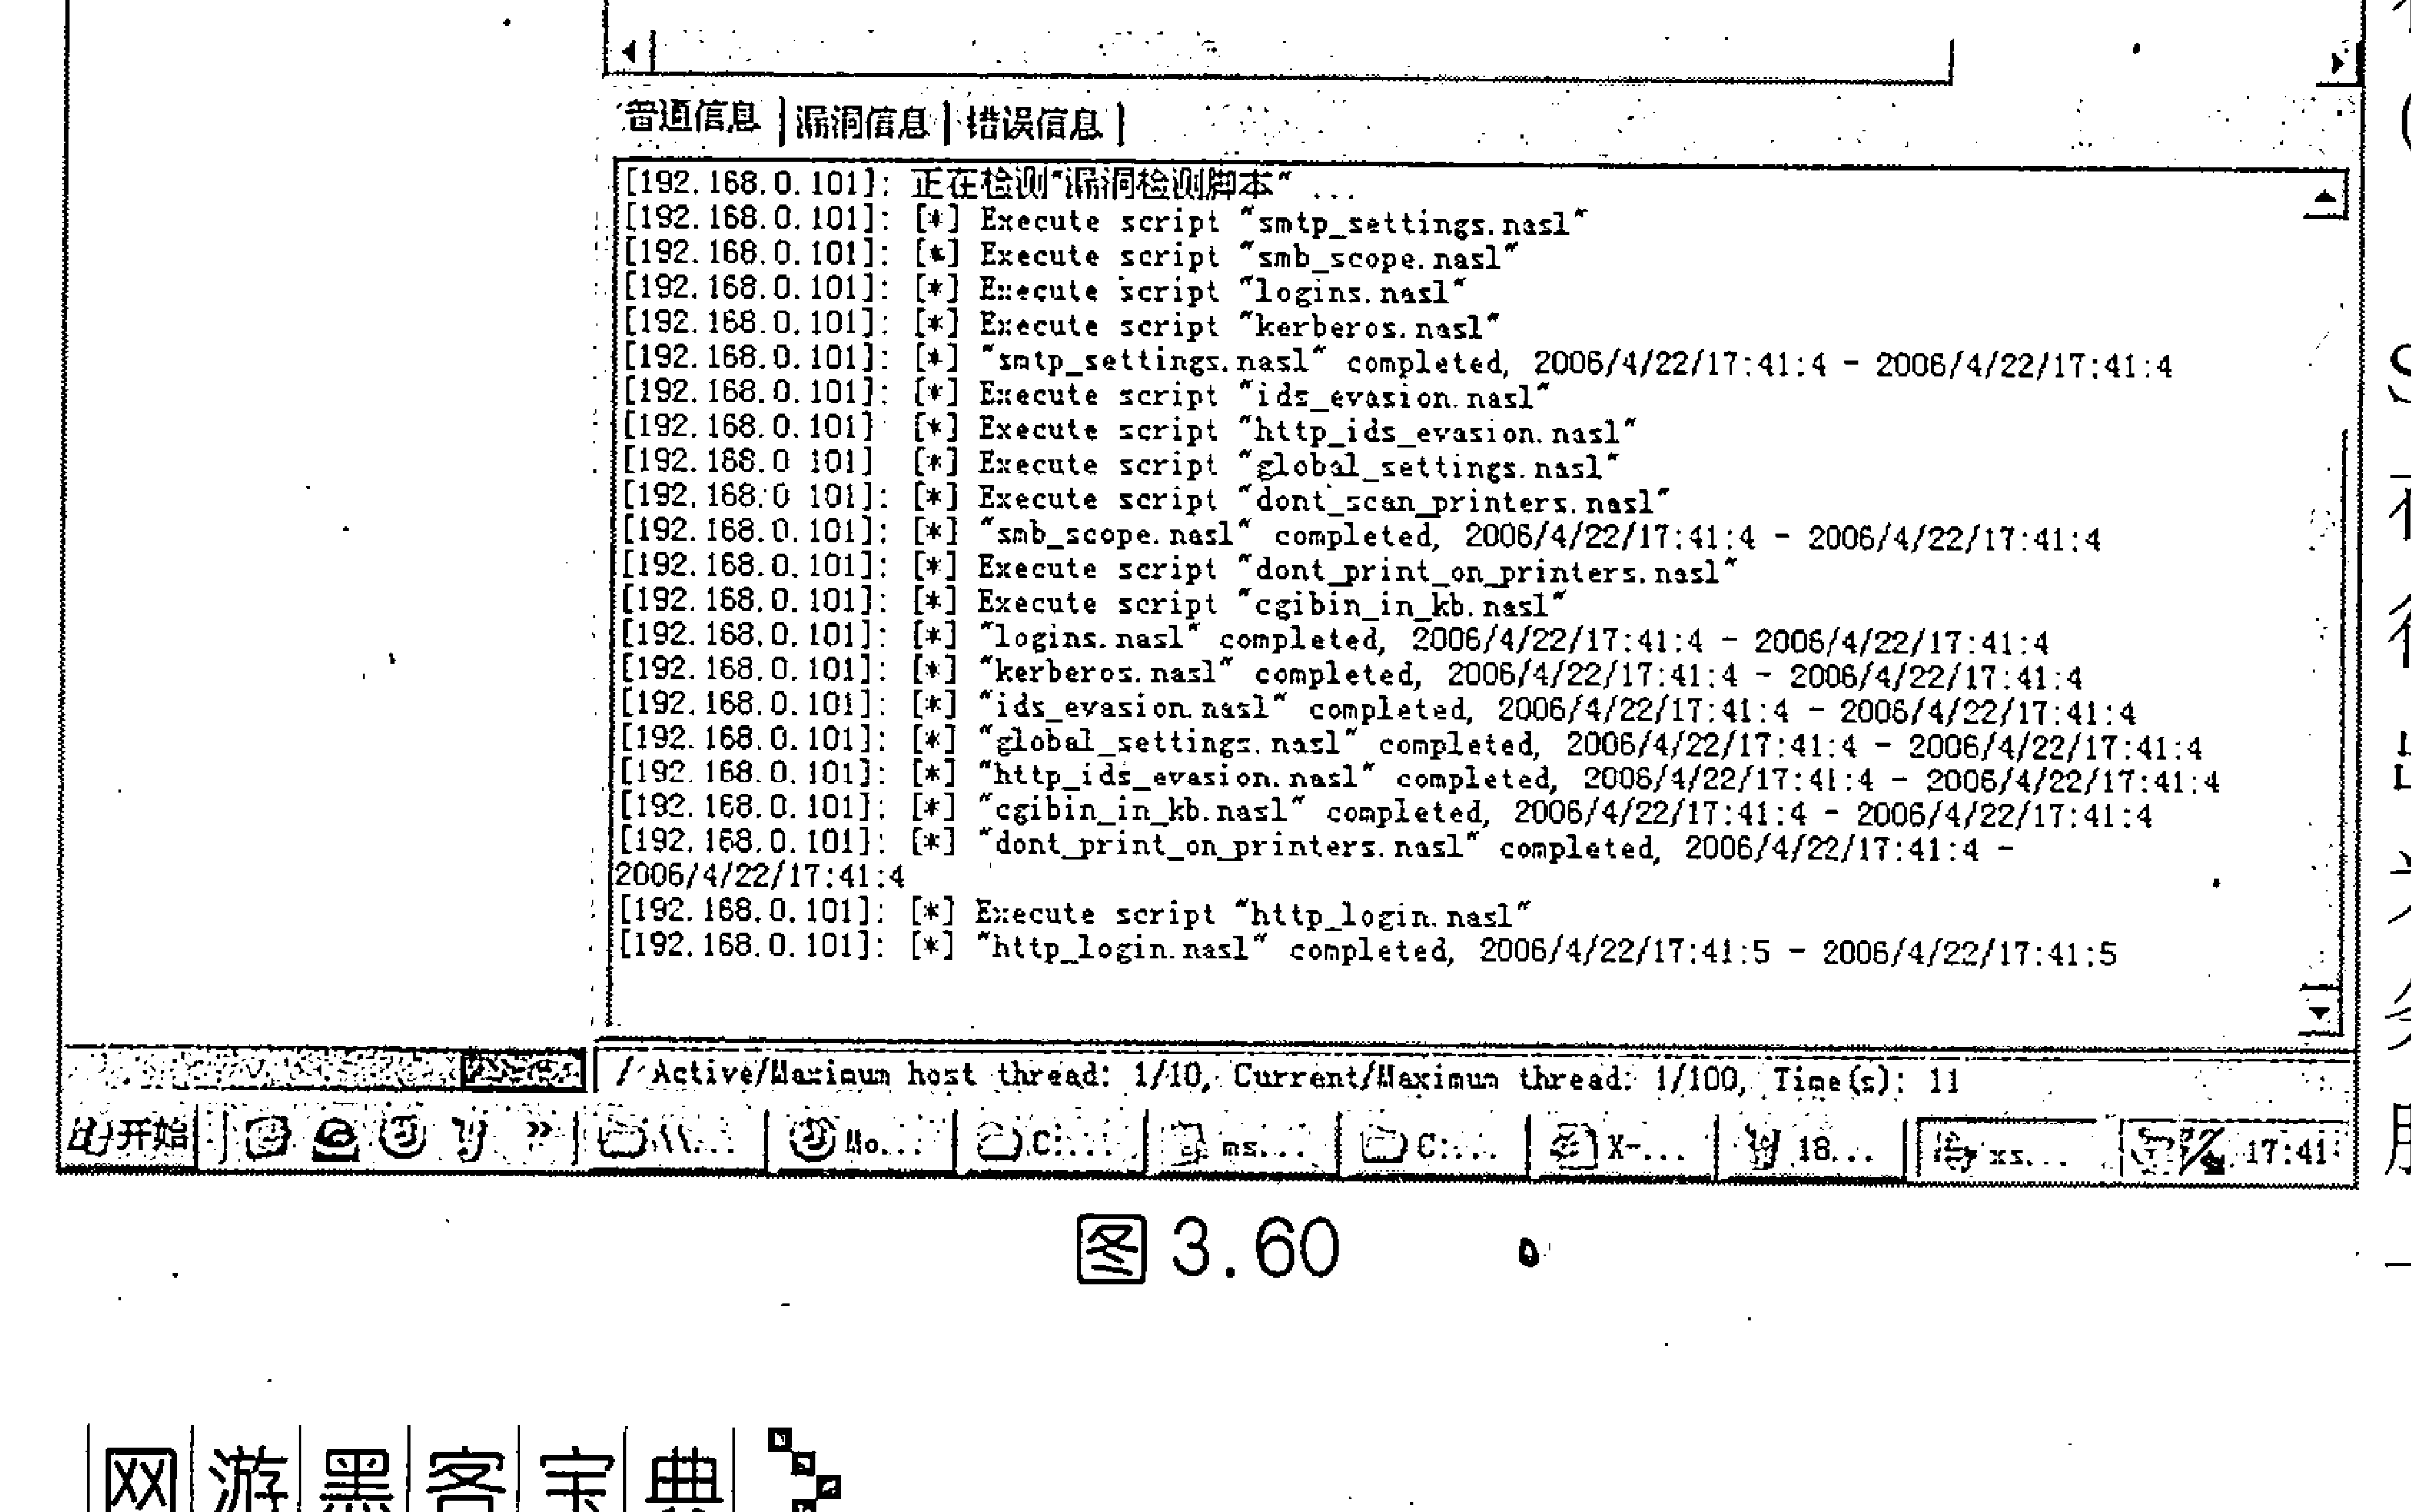 普通信息 漏洞信息 错误信息
[192.168.0.101]: 正在检测"漏洞检测脚本" ...
[192.168.0.101]: [*] Execute script "smtp_settings.nasl"
[192.168.0.101]: [*] Execute script "smb_scope.nasl"
[192.168.0.101]: [*] Execute script "logins.nasl"
[192.168.0.101]: [*] Execute script "kerberos.nasl"
[192.168.0.101]: [*] "smtp_settings.nasl" completed, 2006/4/22/17:41:4 - 2006/4/22/17:41:4
[192.168.0.101]: [*] Execute script "ids_evasion.nasl"
[192.168.0.101] [*] Execute script "http_ids_evasion.nasl"
[192.168.0 101] [*] Execute script "global_settings.nasl"
[192.168.0 101]: [*] Execute script "dont_scan_printers.nasl"
[192.168.0.101]: [*] "smb_scope.nasl" completed, 2006/4/22/17:41:4 - 2006/4/22/17:41:4
[192.168.0.101]: [*] Execute script "dont_print_on_printers.nasl"
[192.168.0.101]: [*] Execute script "cgibin_in_kb.nasl"
[192.168.0.101]: [*] "logins.nasl" completed, 2006/4/22/17:41:4 - 2006/4/22/17:41:4
[192.168.0.101]: [*] "kerberos.nasl" completed, 2006/4/22/17:41:4 - 2006/4/22/17:41:4
[192.168.0.101]: [*] "ids_evasion.nasl" completed, 2006/4/22/17:41:4 - 2006/4/22/17:41:4
[192.168.0.101]: [*] "global_settings.nasl" completed, 2006/4/22/17:41:4 - 2006/4/22/17:41:4
[192.168.0.101]: [*] "http_ids_evasion.nasl" completed, 2006/4/22/17:41:4 - 2006/4/22/17:41:4
[192.168.0.101]: [*] "cgibin_in_kb.nasl" completed, 2006/4/22/17:41:4 - 2006/4/22/17:41:4
[192.168.0.101]: [*] "dont_print_on_printers.nasl" completed, 2006/4/22/17:41:4 -
2006/4/22/17:41:4
[192.168.0.101]: [*] Execute script "http_login.nasl"
[192.168.0.101]: [*] "http_login.nasl" completed, 2006/4/22/17:41:5 - 2006/4/22/17:41:5
/ Active/Maximum host thread: 1/10, Current/Maximum thread: 1/100, Time(s): 11
开始 » \\... Mo... C:... ms... C:... X-... 18... xs... 17:41
图 3.60
网游黑客宝典